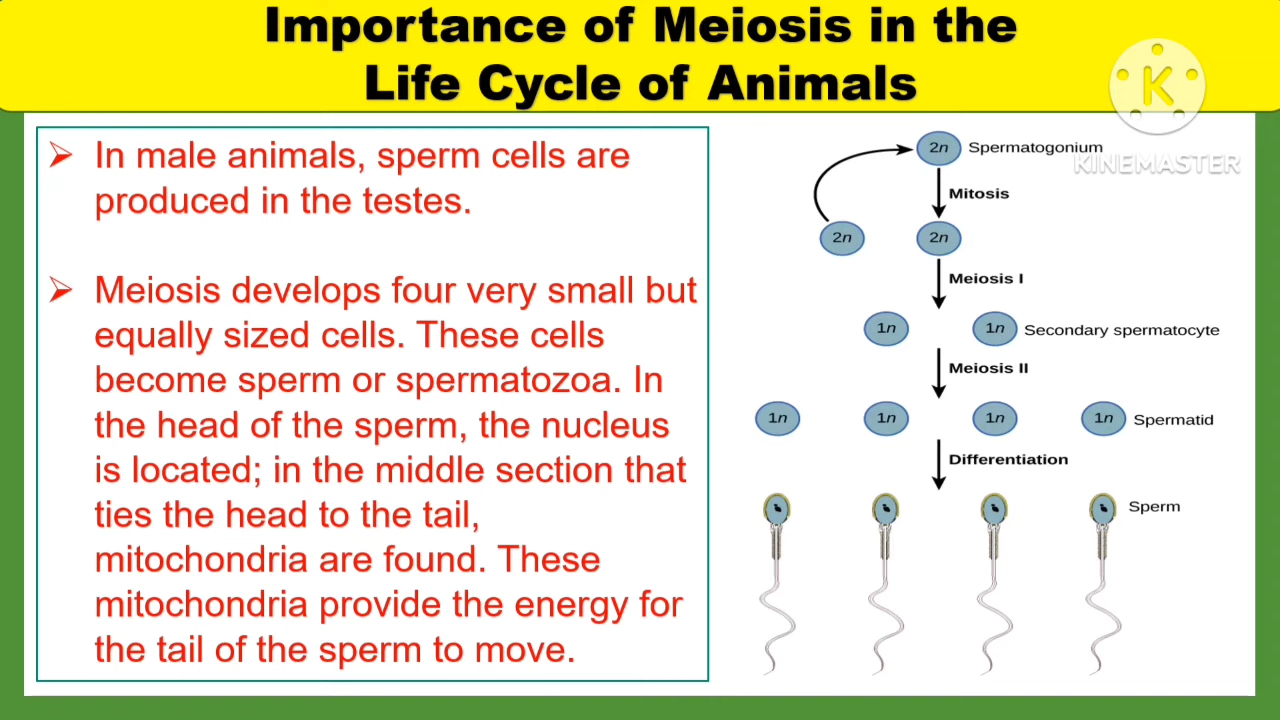 Importance of Meiosis in the
Life Cycle of Animals
K
KINEMASTER
➢ In male animals, sperm cells are
produced in the testes.
➢ Meiosis develops four very small but
equally sized cells. These cells
become sperm or spermatozoa. In
the head of the sperm, the nucleus
is located; in the middle section that
ties the head to the tail,
mitochondria are found. These
mitochondria provide the energy for
the tail of the sperm to move.
2n Spermatogonium
Mitosis
2n 2n
Meiosis I
1n 1n Secondary spermatocyte
Meiosis II
1n 1n 1n 1n Spermatid
Differentiation
Sperm